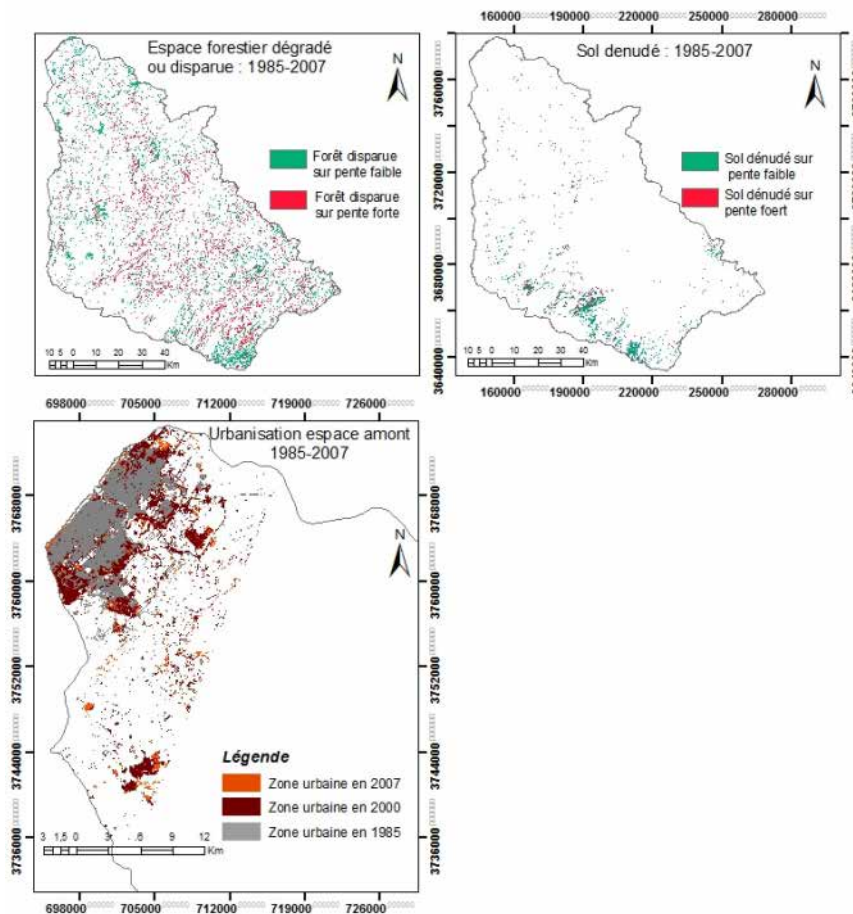 160000 190000 220000 250000 280000
Espace forestier dégradé
ou disparue : 1985-2007
N
Forêt disparue
sur pente faible
Forêt disparue
sur pente forte
10 5 0 10 20 30 40
Km
Sol denudé : 1985-2007
N
Sol dénudé sur
pente faible
Sol dénudé sur
pente foert
10 5 0 10 20 30 40
Km
3760000
3720000
3680000
3640000
160000 190000 220000 250000 280000
698000 705000 712000 719000 726000
Urbanisation espace amont
1985-2007
N
3768000
3760000
3752000
3744000
3736000
3768000
3760000
3752000
3744000
3736000
Légende
Zone urbaine en 2007
Zone urbaine en 2000
Zone urbaine en 1985
3 1,5 0 3 6 9 12
Km
698000 705000 712000 719000 726000